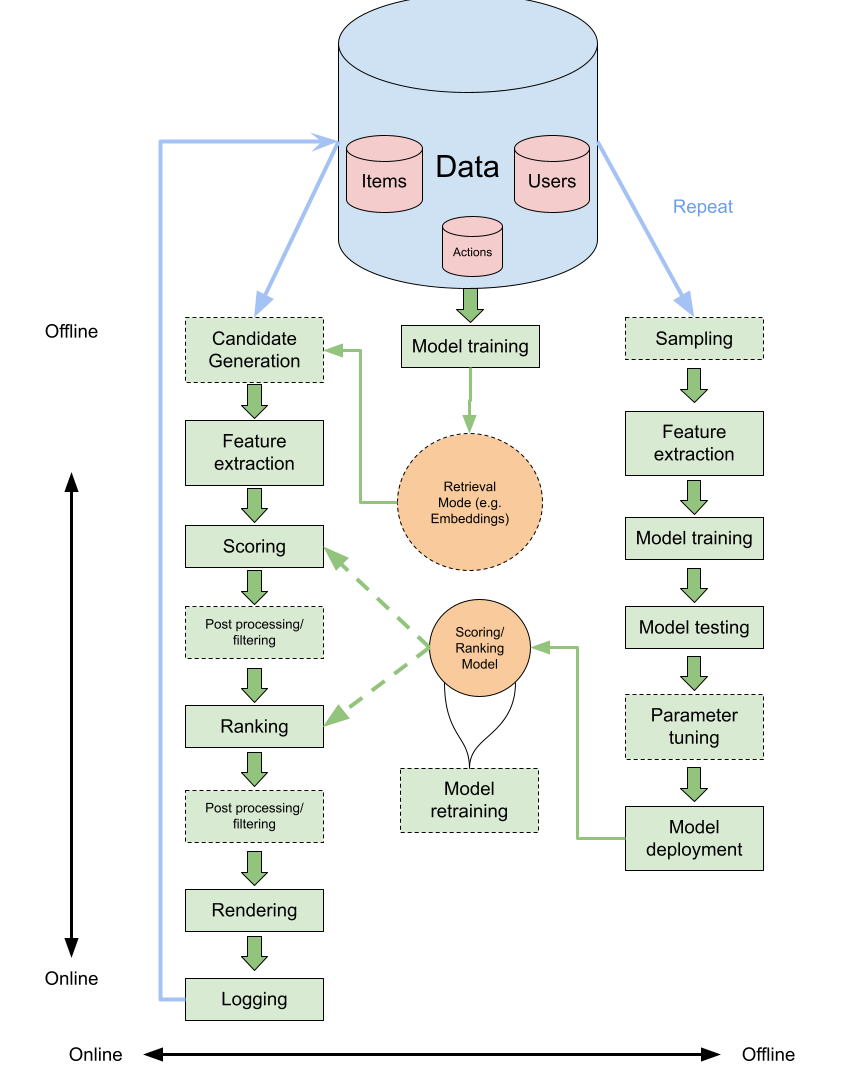 Data
Items
Users
Actions
Repeat
Offline
Candidate
Generation
Model training
Sampling
Feature
extraction
Retrieval
Mode (e.g.
Embeddings)
Feature
extraction
Scoring
Model training
Post processing/
filtering
Scoring/
Ranking
Model
Model testing
Ranking
Parameter
tuning
Post processing/
filtering
Model
retraining
Model
deployment
Rendering
Online
Logging
Online
Offline